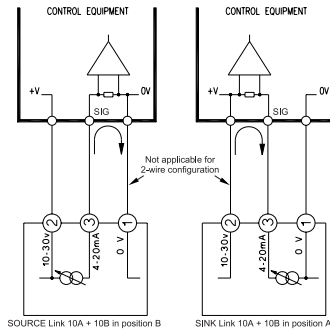 CONTROL EQUIPMENT
CONTROL EQUIPMENT
+V
0V
SIG
+V
0V
SIG
Not applicable for
2-wire configuration
2
3
1
2
3
1
10-30v
4-20mA
0 V
10-30v
4-20mA
0 V
SOURCE Link 10A + 10B in position B
SINK Link 10A + 10B in position A